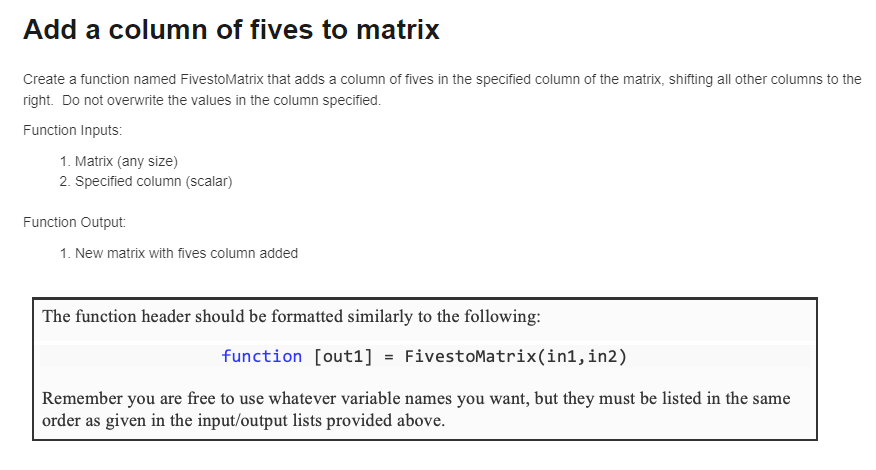 Add a column of fives to matrix
Create a function named FivestoMatrix that adds a column of fives in the specified column of the matrix, shifting all other columns to the
right.  Do not overwrite the values in the column specified.
Function Inputs:
1. Matrix (any size)
2. Specified column (scalar)
Function Output:
1. New matrix with fives column added
The function header should be formatted similarly to the following:
function [out1] = FivestoMatrix(in1,in2)
Remember you are free to use whatever variable names you want, but they must be listed in the same
order as given in the input/output lists provided above.